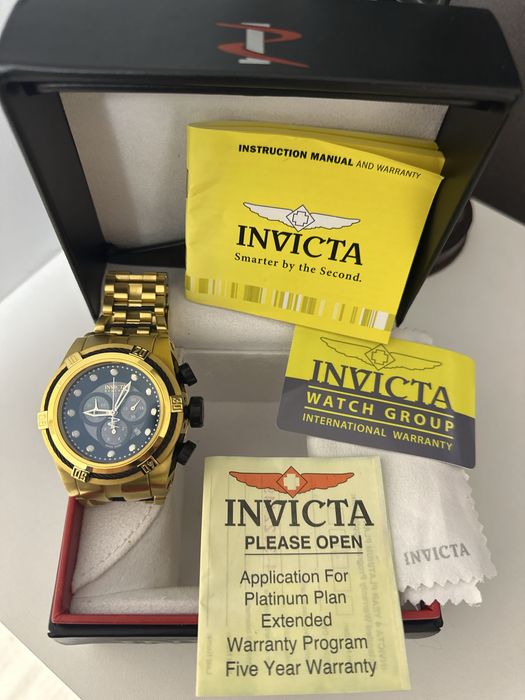 INSTRUCTION MANUAL AND WARRANTY
INVICTA
Smarter by the Second.
INVICTA
WATCH GROUP
INTERNATIONAL WARRANTY
INVICTA
INVICTA
PLEASE OPEN
Application For
Platinum Plan
Extended
Warranty Program
Five Year Warranty
INVICTA